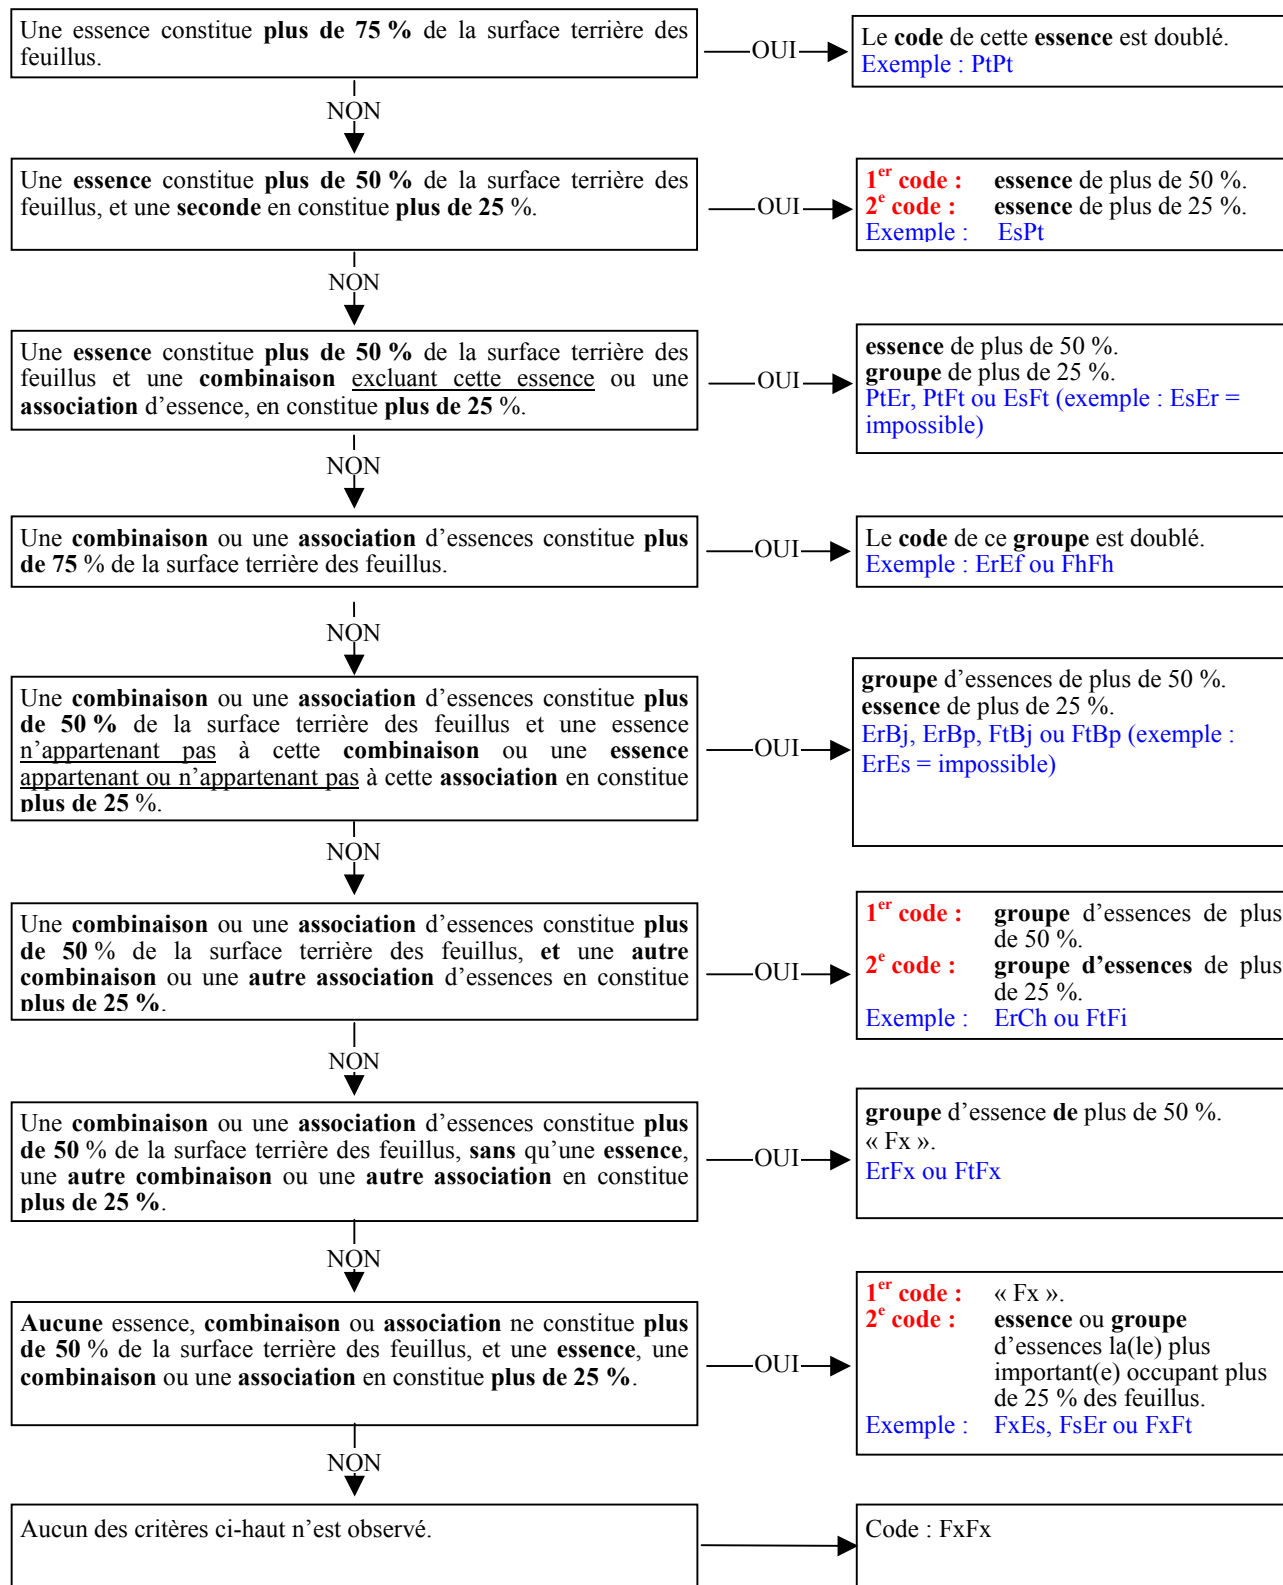 Une essence constitue plus de 75 % de la surface terrière des
feuillus.
OUI
Le code de cette essence est doublé.
Exemple : PtPt
NON
Une essence constitue plus de 50 % de la surface terrière des
feuillus, et une seconde en constitue plus de 25 %.
OUI
1er code : essence de plus de 50 %.
2e code : essence de plus de 25 %.
Exemple : EsPt
NON
Une essence constitue plus de 50 % de la surface terrière des
feuillus et une combinaison excluant cette essence ou une
association d’essence, en constitue plus de 25 %.
OUI
essence de plus de 50 %.
groupe de plus de 25 %.
PtEr, PtFt ou EsFt (exemple : EsEr =
impossible)
NON
Une combinaison ou une association d’essences constitue plus
de 75 % de la surface terrière des feuillus.
OUI
Le code de ce groupe est doublé.
Exemple : ErEf ou FhFh
NON
Une combinaison ou une association d’essences constitue plus
de 50 % de la surface terrière des feuillus et une essence
n’appartenant pas à cette combinaison ou une essence
appartenant ou n’appartenant pas à cette association en constitue
plus de 25 %.
OUI
groupe d’essences de plus de 50 %.
essence de plus de 25 %.
ErBj, ErBp, FtBj ou FtBp (exemple :
ErEs = impossible)
NON
Une combinaison ou une association d’essences constitue plus
de 50 % de la surface terrière des feuillus, et une autre
combinaison ou une autre association d’essences en constitue
plus de 25 %.
OUI
1er code : groupe d’essences de plus
de 50 %.
2e code : groupe d’essences de plus
de 25 %.
Exemple : ErCh ou FtFi
NON
Une combinaison ou une association d’essences constitue plus
de 50 % de la surface terrière des feuillus, sans qu’une essence,
une autre combinaison ou une autre association en constitue
plus de 25 %.
OUI
groupe d’essence de plus de 50 %.
« Fx ».
ErFx ou FtFx
NON
Aucune essence, combinaison ou association ne constitue plus
de 50 % de la surface terrière des feuillus, et une essence, une
combinaison ou une association en constitue plus de 25 %.
OUI
1er code : « Fx ».
2e code : essence ou groupe
d’essences la(le) plus
important(e) occupant plus
de 25 % des feuillus.
Exemple : FxEs, FsEr ou FxFt
NON
Aucun des critères ci-haut n’est observé.
Code : FxFx